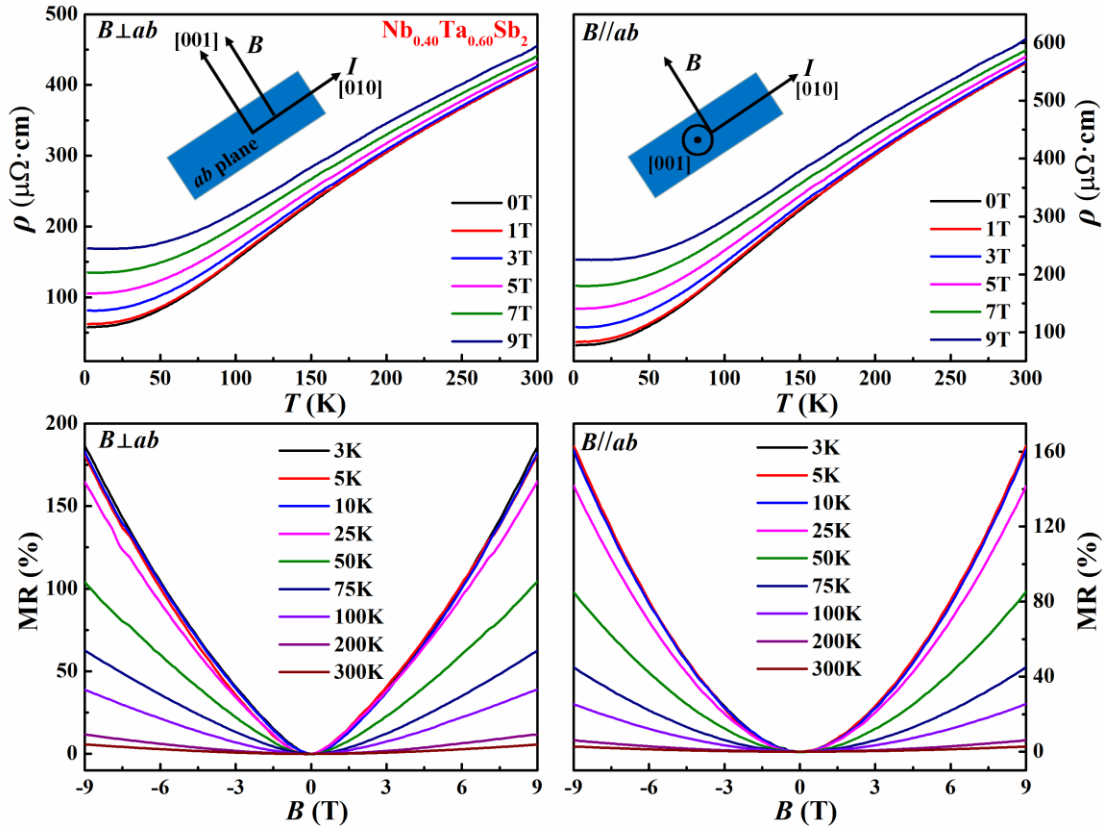 B⊥ab
Nb0.40Ta0.60Sb2
[001]
B
I
[010]
ab plane
0T
1T
3T
5T
7T
9T
500
400
300
200
100
ρ (μΩ·cm)
0 50 100 150 200 250 300
T (K)
B//ab
B
I
[010]
[001]
0T
1T
3T
5T
7T
9T
600
500
400
300
200
100
ρ (μΩ·cm)
0 50 100 150 200 250 300
T (K)
B⊥ab
3K
5K
10K
25K
50K
75K
100K
200K
300K
200
150
100
50
0
MR (%)
-9 -6 -3 0 3 6 9
B (T)
B//ab
3K
5K
10K
25K
50K
75K
100K
200K
300K
160
120
80
40
0
MR (%)
-9 -6 -3 0 3 6 9
B (T)